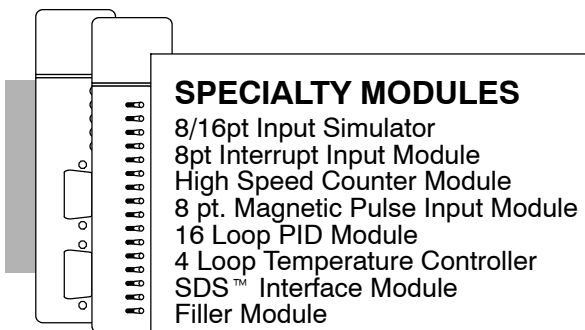 SPECIALTY MODULES
8/16pt Input Simulator
8pt Interrupt Input Module
High Speed Counter Module
8 pt. Magnetic Pulse Input Module
16 Loop PID Module
4 Loop Temperature Controller
SDS™ Interface Module
Filler Module